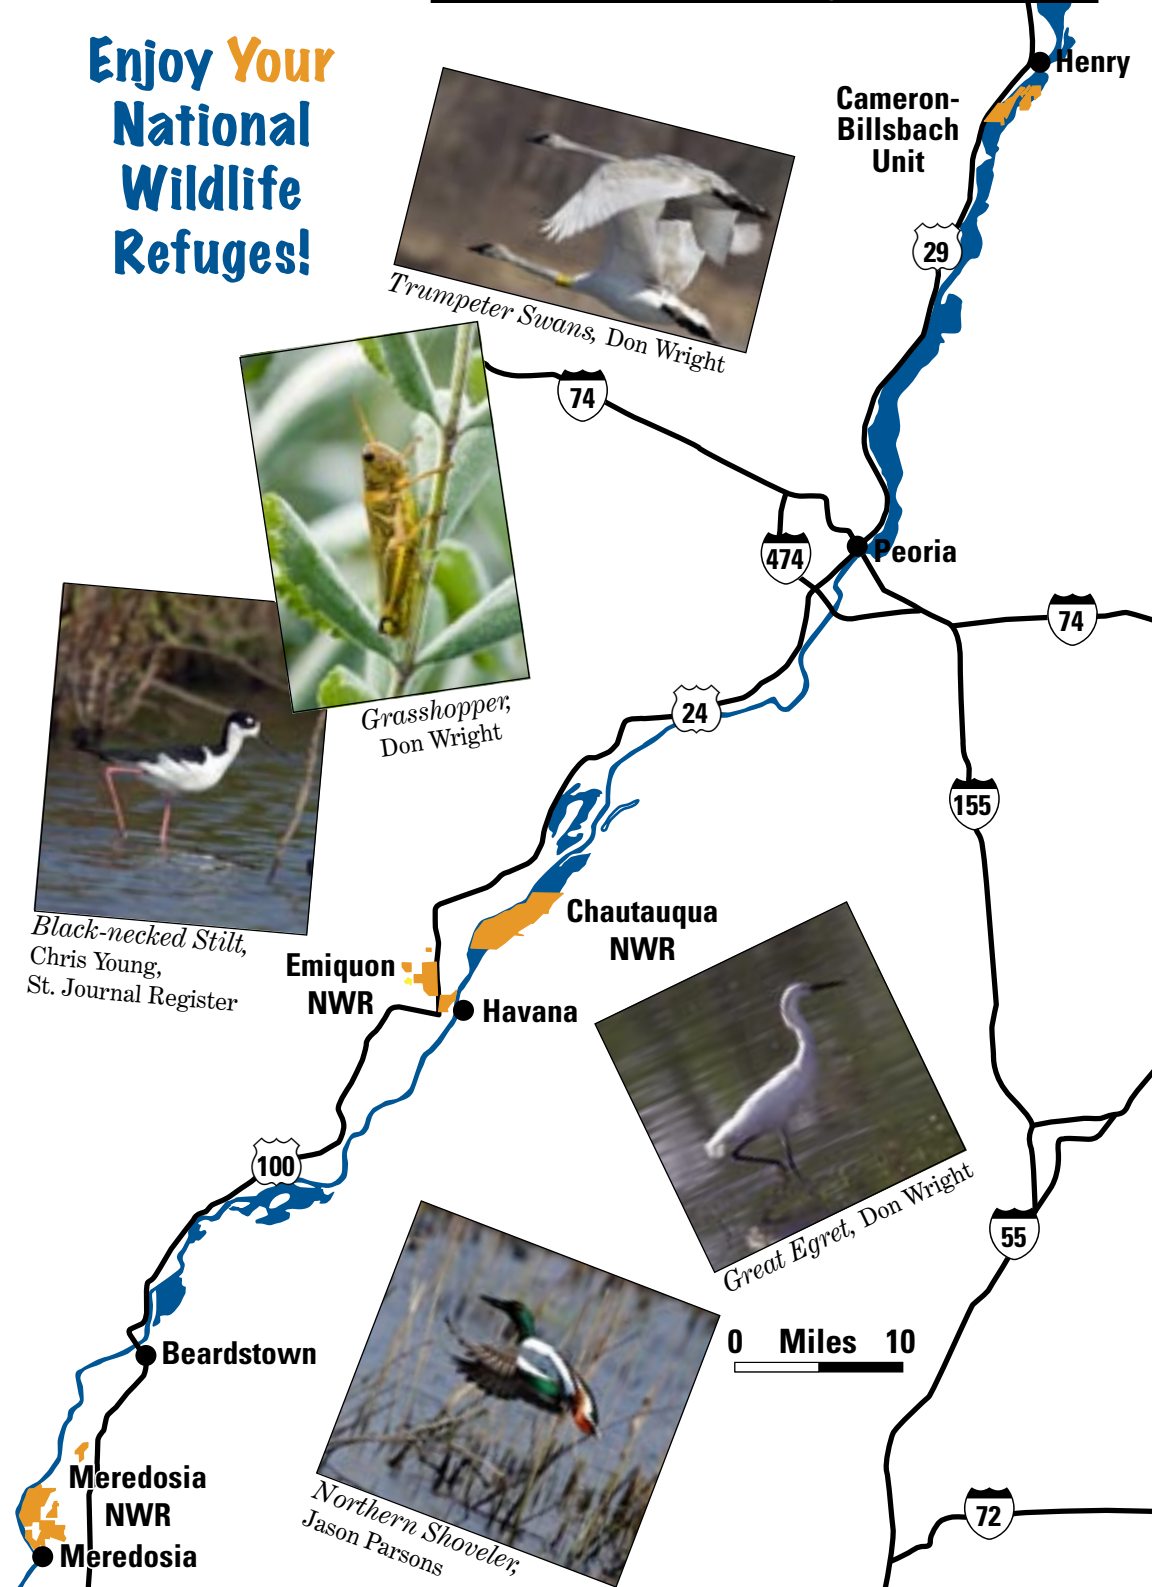 Enjoy Your
National
Wildlife
Refuges!
Henry
Cameron-
Billsbach
Unit
29
Trumpeter Swans, Don Wright
74
474
Peoria
74
Grasshopper,
Don Wright
24
155
Black-necked Stilt,
Chris Young,
St. Journal Register
Chautauqua
NWR
Emiquon
NWR
Havana
100
Great Egret, Don Wright
55
0 Miles 10
Beardstown
Meredosia
NWR
Northern Shoveler,
Jason Parsons
72
Meredosia